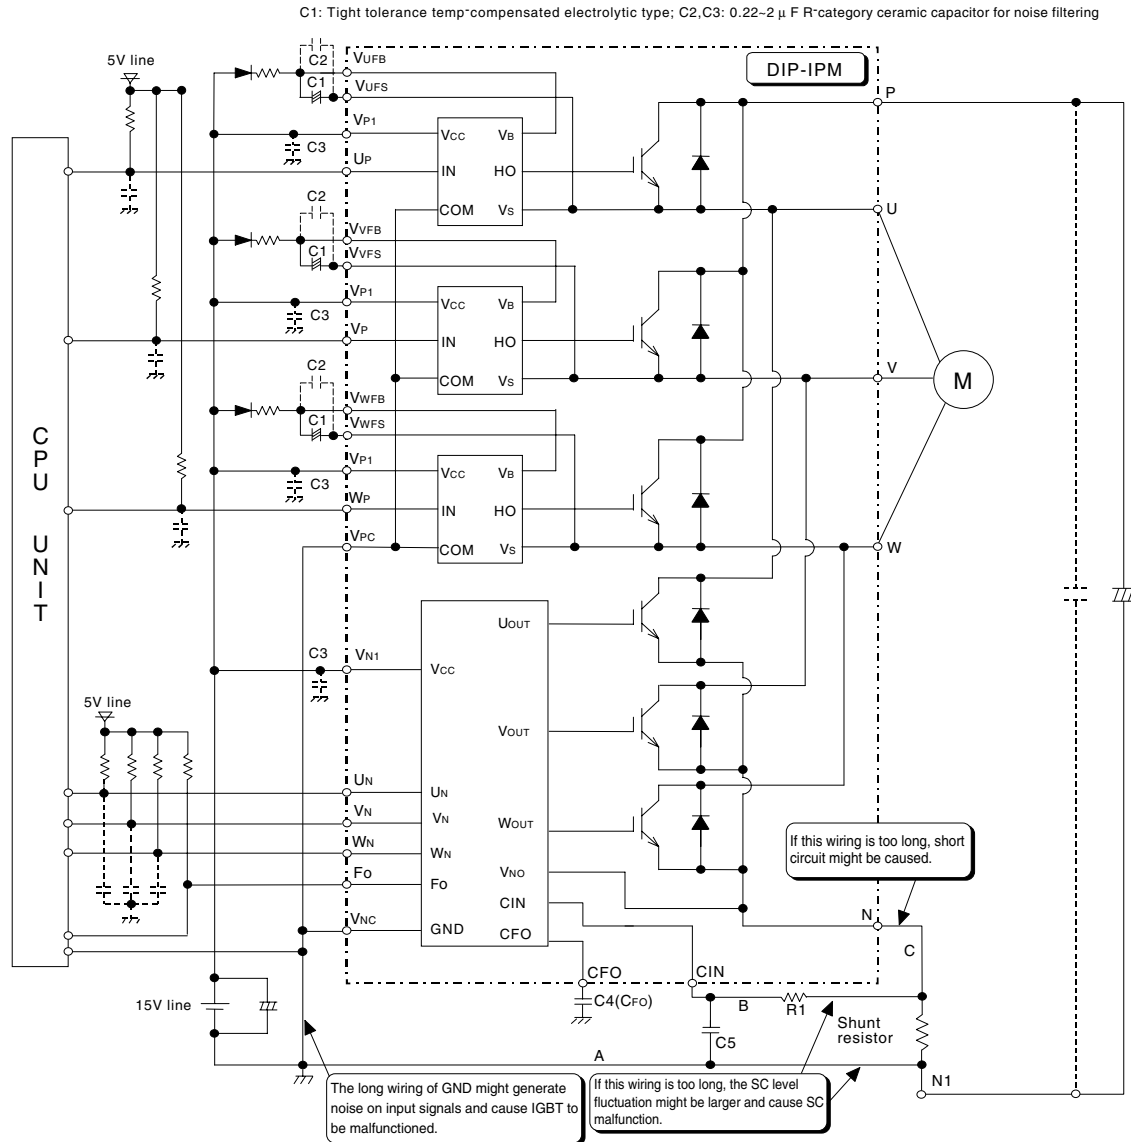 C1: Tight tolerance temp-compensated electrolytic type; C2,C3: 0.22~2 μ F R-category ceramic capacitor for noise filtering
DIP-IPM
5V line
C2
VUFB
C1
VUFS
P
VP1
C3
VCC
VB
UP
IN
HO
COM
VS
U
C2
VVFB
C1
VVFS
VP1
C3
VCC
VB
VP
IN
HO
COM
VS
V
M
C2
VWFB
C1
VWFS
VP1
C3
VCC
VB
WP
IN
HO
VPC
COM
VS
W
CPU UNIT
UOUT
C3
VN1
VCC
5V line
VOUT
UN
UN
VN
VN
WOUT
WN
WN
If this wiring is too long, short
circuit might be caused.
FO
FO
VNO
CIN
VNC
GND
CFO
N
C
CFO
CIN
15V line
C4(CFO)
B
R1
C5
Shunt
resistor
A
N1
The long wiring of GND might generate
noise on input signals and cause IGBT to
be malfunctioned.
If this wiring is too long, the SC level
fluctuation might be larger and cause SC
malfunction.